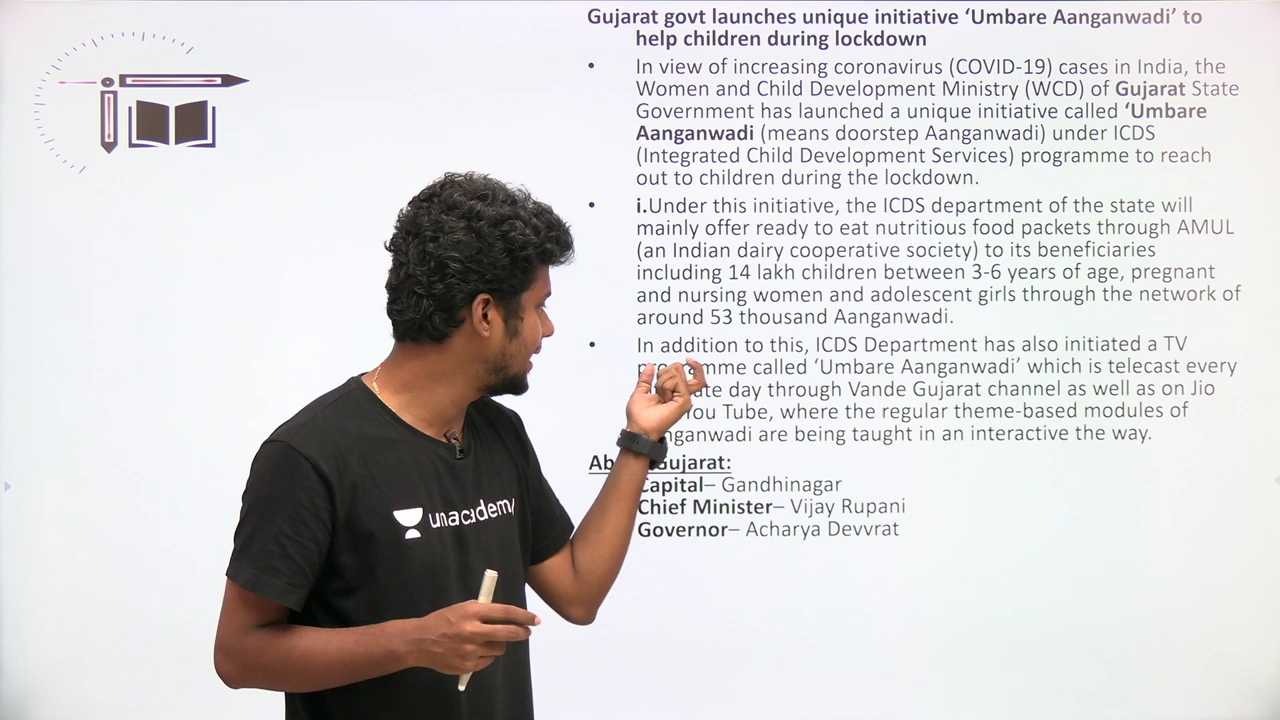 Gujarat govt launches unique initiative ‘Umbare Aanganwadi’ to
help children during lockdown
• In view of increasing coronavirus (COVID-19) cases in India, the
Women and Child Development Ministry (WCD) of Gujarat State
Government has launched a unique initiative called ‘Umbare
Aanganwadi (means doorstep Aanganwadi) under ICDS
(Integrated Child Development Services) programme to reach
out to children during the lockdown.
• i.Under this initiative, the ICDS department of the state will
mainly offer ready to eat nutritious food packets through AMUL
(an Indian dairy cooperative society) to its beneficiaries
including 14 lakh children between 3-6 years of age, pregnant
and nursing women and adolescent girls through the network of
around 53 thousand Aanganwadi.
• In addition to this, ICDS Department has also initiated a TV
called ‘Umbare Aanganwadi’ which is telecast every
day through Vande Gujarat channel as well as on Jio
Tube, where the regular theme-based modules of
are being taught in an interactive the way.
Gujarat:
Capital– Gandhinagar
Chief Minister– Vijay Rupani
Governor– Acharya Devvrat
unacademy